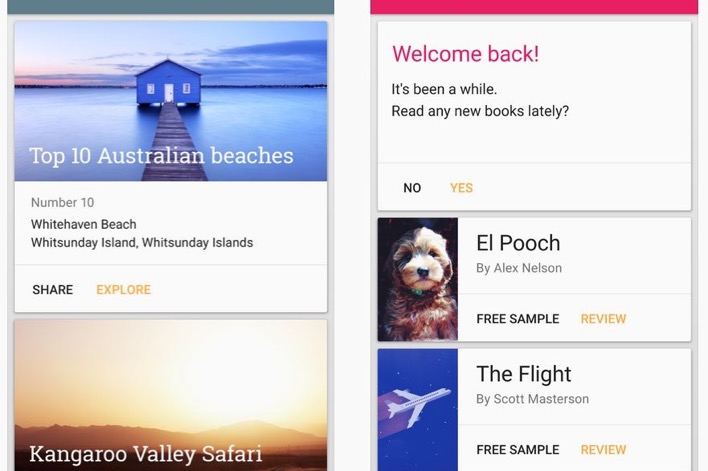 Top 10 Australian beaches
Number 10
Whitehaven Beach
Whitsunday Island, Whitsunday Islands
SHARE EXPLORE
Kangaroo Valley Safari
Welcome back!
It's been a while.
Read any new books lately?
NO YES
El Pooch
By Alex Nelson
FREE SAMPLE REVIEW
The Flight
By Scott Masterson
FREE SAMPLE REVIEW